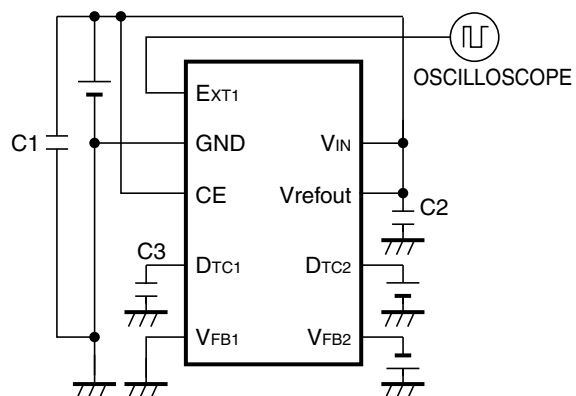 OSCILLOSCOPE
EXT1
C1
GND
VIN
CE
Vrefout
C2
C3
DTC1
DTC2
VFB1
VFB2